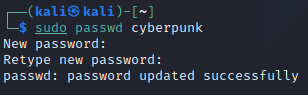 ┌──(kali㉿kali)-[~]
└─$ sudo passwd cyberpunk
New password:
Retype new password:
passwd: password updated successfully